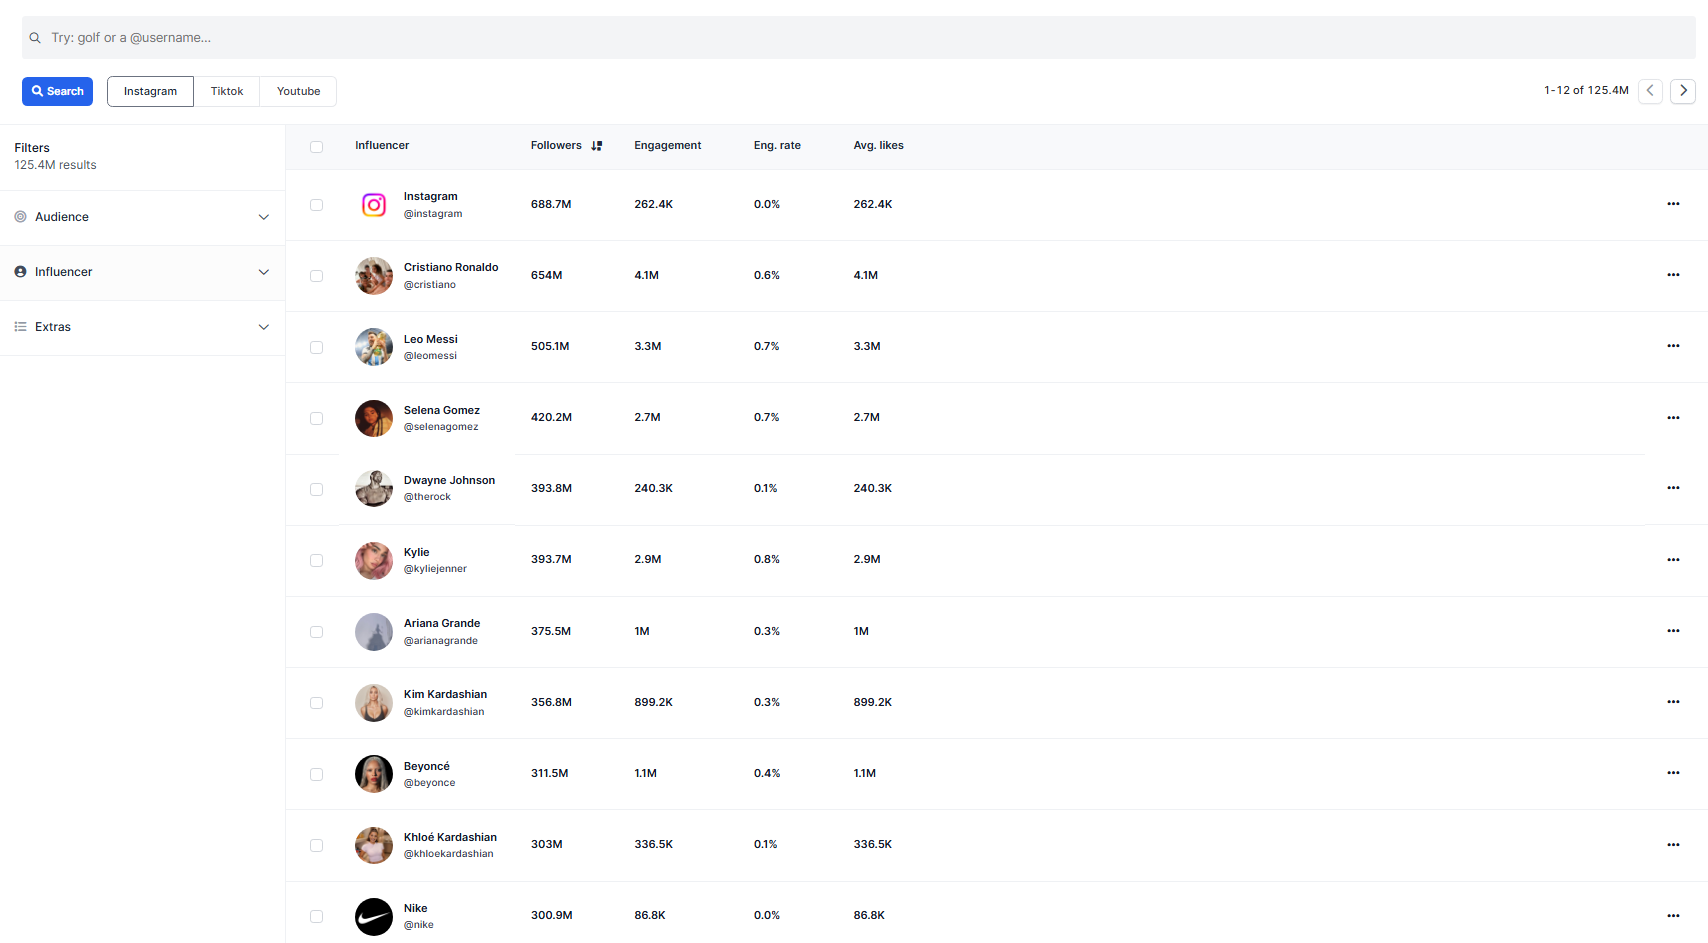 Try: golf or a @username...
Search
Instagram
Tiktok
Youtube
1-12 of 125.4M
Filters
125.4M results
Audience
Influencer
Extras
Influencer Followers Engagement Eng. rate Avg. likes
Instagram
@instagram
688.7M 262.4K 0.0% 262.4K
Cristiano Ronaldo
@cristiano
654M 4.1M 0.6% 4.1M
Leo Messi
@leomessi
505.1M 3.3M 0.7% 3.3M
Selena Gomez
@selenagomez
420.2M 2.7M 0.7% 2.7M
Dwayne Johnson
@therock
393.8M 240.3K 0.1% 240.3K
Kylie
@kyliejenner
393.7M 2.9M 0.8% 2.9M
Ariana Grande
@arianagrande
375.5M 1M 0.3% 1M
Kim Kardashian
@kimkardashian
356.8M 899.2K 0.3% 899.2K
Beyoncé
@beyonce
311.5M 1.1M 0.4% 1.1M
Khloé Kardashian
@khloekardashian
303M 336.5K 0.1% 336.5K
Nike
@nike
300.9M 86.8K 0.0% 86.8K